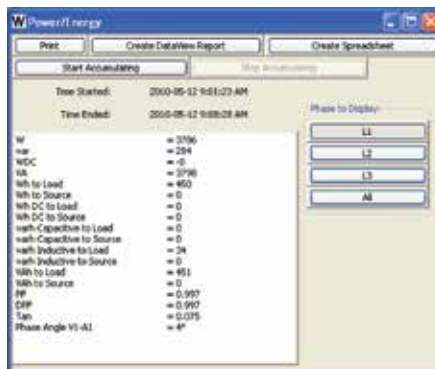 W Power/Energy
Print
Create DataView Report
Create Spreadsheet
Start Accumulating
Stop Accumulating
Time Started: 2010-05-12 9:01:23 AM
Time Ended: 2010-05-12 9:08:28 AM
Phase to Display:
L1
L2
L3
All
W = 3786
var = 284
WDC = -0
VA = 3798
Wh to Load = 450
Wh to Source = 0
Wh DC to Load = 0
Wh DC to Source = 0
varh Capacitive to Load = 0
varh Capacitive to Source = 0
varh Inductive to Load = 34
varh Inductive to Source = 0
VAh to Load = 451
VAh to Source = 0
PF = 0.997
DPF = 0.997
Tan = 0.075
Phase Angle V1-A1 = 4°